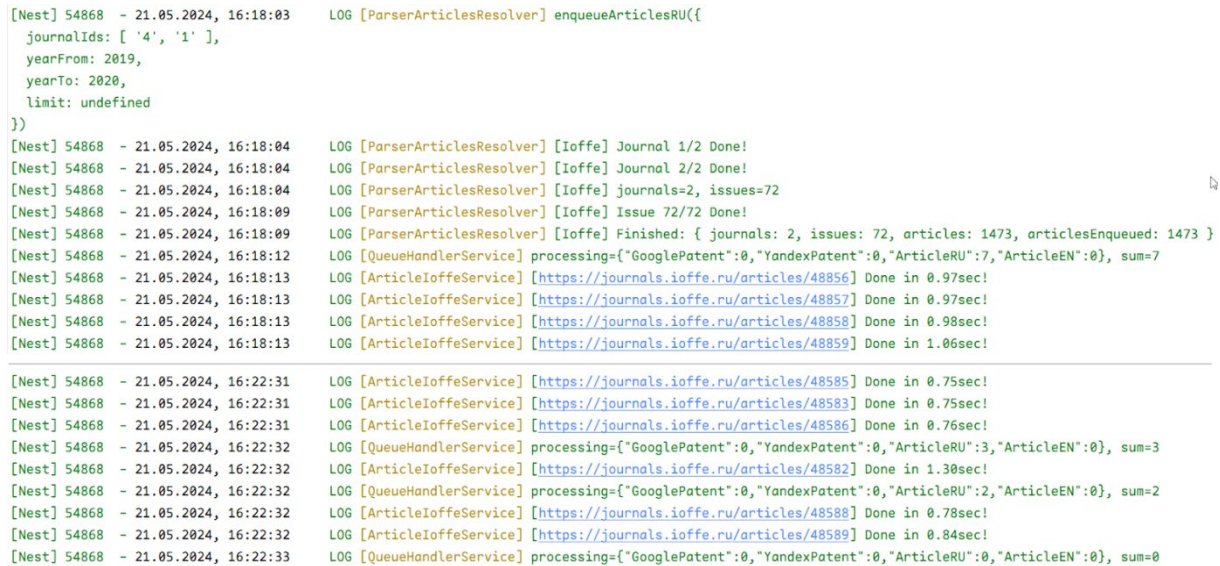 [Nest] 54868  - 21.05.2024, 16:18:03     LOG [ParserArticlesResolver] enqueueArticlesRU({
  journalIds: [ '4', '1' ],
  yearFrom: 2019,
  yearTo: 2020,
  limit: undefined
})
[Nest] 54868  - 21.05.2024, 16:18:04     LOG [ParserArticlesResolver] [Ioffe] Journal 1/2 Done!
[Nest] 54868  - 21.05.2024, 16:18:04     LOG [ParserArticlesResolver] [Ioffe] Journal 2/2 Done!
[Nest] 54868  - 21.05.2024, 16:18:04     LOG [ParserArticlesResolver] [Ioffe] journals=2, issues=72
[Nest] 54868  - 21.05.2024, 16:18:09     LOG [ParserArticlesResolver] [Ioffe] Issue 72/72 Done!
[Nest] 54868  - 21.05.2024, 16:18:09     LOG [ParserArticlesResolver] [Ioffe] Finished: { journals: 2, issues: 72, articles: 1473, articlesEnqueued: 1473 }
[Nest] 54868  - 21.05.2024, 16:18:12     LOG [QueueHandlerService] processing={"GooglePatent":0,"YandexPatent":0,"ArticleRU":7,"ArticleEN":0}, sum=7
[Nest] 54868  - 21.05.2024, 16:18:13     LOG [ArticleIoffeService] [https://journals.ioffe.ru/articles/48856] Done in 0.97sec!
[Nest] 54868  - 21.05.2024, 16:18:13     LOG [ArticleIoffeService] [https://journals.ioffe.ru/articles/48857] Done in 0.97sec!
[Nest] 54868  - 21.05.2024, 16:18:13     LOG [ArticleIoffeService] [https://journals.ioffe.ru/articles/48858] Done in 0.98sec!
[Nest] 54868  - 21.05.2024, 16:18:13     LOG [ArticleIoffeService] [https://journals.ioffe.ru/articles/48859] Done in 1.06sec!
[Nest] 54868  - 21.05.2024, 16:22:31     LOG [ArticleIoffeService] [https://journals.ioffe.ru/articles/48585] Done in 0.75sec!
[Nest] 54868  - 21.05.2024, 16:22:31     LOG [ArticleIoffeService] [https://journals.ioffe.ru/articles/48583] Done in 0.75sec!
[Nest] 54868  - 21.05.2024, 16:22:31     LOG [ArticleIoffeService] [https://journals.ioffe.ru/articles/48586] Done in 0.76sec!
[Nest] 54868  - 21.05.2024, 16:22:32     LOG [QueueHandlerService] processing={"GooglePatent":0,"YandexPatent":0,"ArticleRU":3,"ArticleEN":0}, sum=3
[Nest] 54868  - 21.05.2024, 16:22:32     LOG [ArticleIoffeService] [https://journals.ioffe.ru/articles/48582] Done in 1.30sec!
[Nest] 54868  - 21.05.2024, 16:22:32     LOG [QueueHandlerService] processing={"GooglePatent":0,"YandexPatent":0,"ArticleRU":2,"ArticleEN":0}, sum=2
[Nest] 54868  - 21.05.2024, 16:22:32     LOG [ArticleIoffeService] [https://journals.ioffe.ru/articles/48588] Done in 0.78sec!
[Nest] 54868  - 21.05.2024, 16:22:32     LOG [ArticleIoffeService] [https://journals.ioffe.ru/articles/48589] Done in 0.84sec!
[Nest] 54868  - 21.05.2024, 16:22:33     LOG [QueueHandlerService] processing={"GooglePatent":0,"YandexPatent":0,"ArticleRU":0,"ArticleEN":0}, sum=0